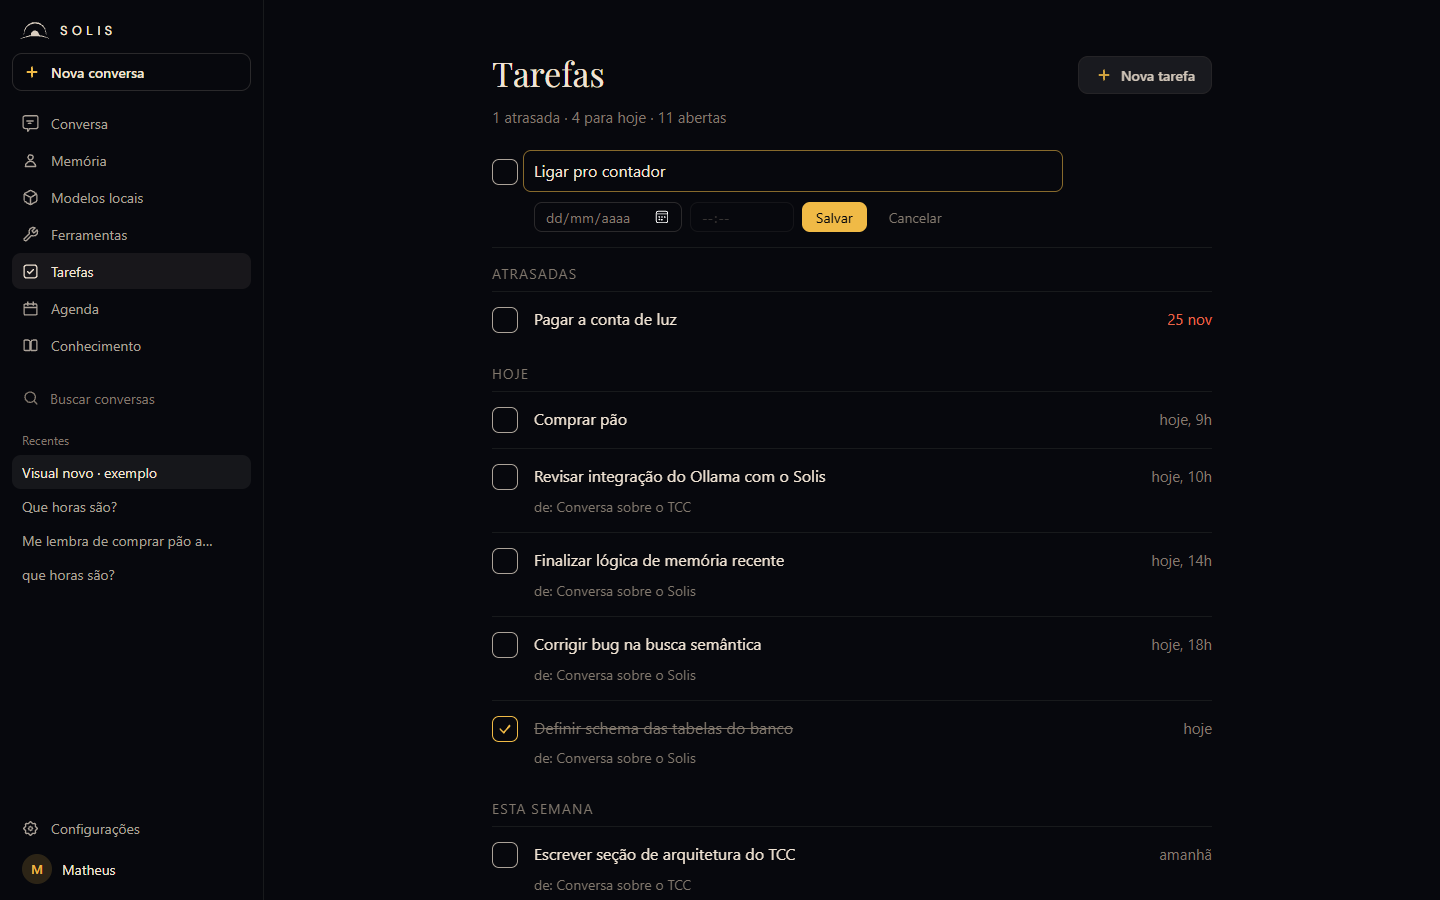 SOLIS
Nova conversa
Conversa
Memória
Modelos locais
Ferramentas
Tarefas
Agenda
Conhecimento
Buscar conversas
Recentes
Visual novo · exemplo
Que horas são?
Me lembra de comprar pão a...
que horas são?
Configurações
M Matheus
Tarefas
Nova tarefa
1 atrasada · 4 para hoje · 11 abertas
Ligar pro contador
dd/mm/aaaa --:-- Salvar Cancelar
ATRASADAS
Pagar a conta de luz 25 nov
HOJE
Comprar pão hoje, 9h
Revisar integração do Ollama com o Solis hoje, 10h
de: Conversa sobre o TCC
Finalizar lógica de memória recente hoje, 14h
de: Conversa sobre o Solis
Corrigir bug na busca semântica hoje, 18h
de: Conversa sobre o Solis
Definir schema das tabelas do banco hoje
de: Conversa sobre o Solis
ESTA SEMANA
Escrever seção de arquitetura do TCC amanhã
de: Conversa sobre o TCC